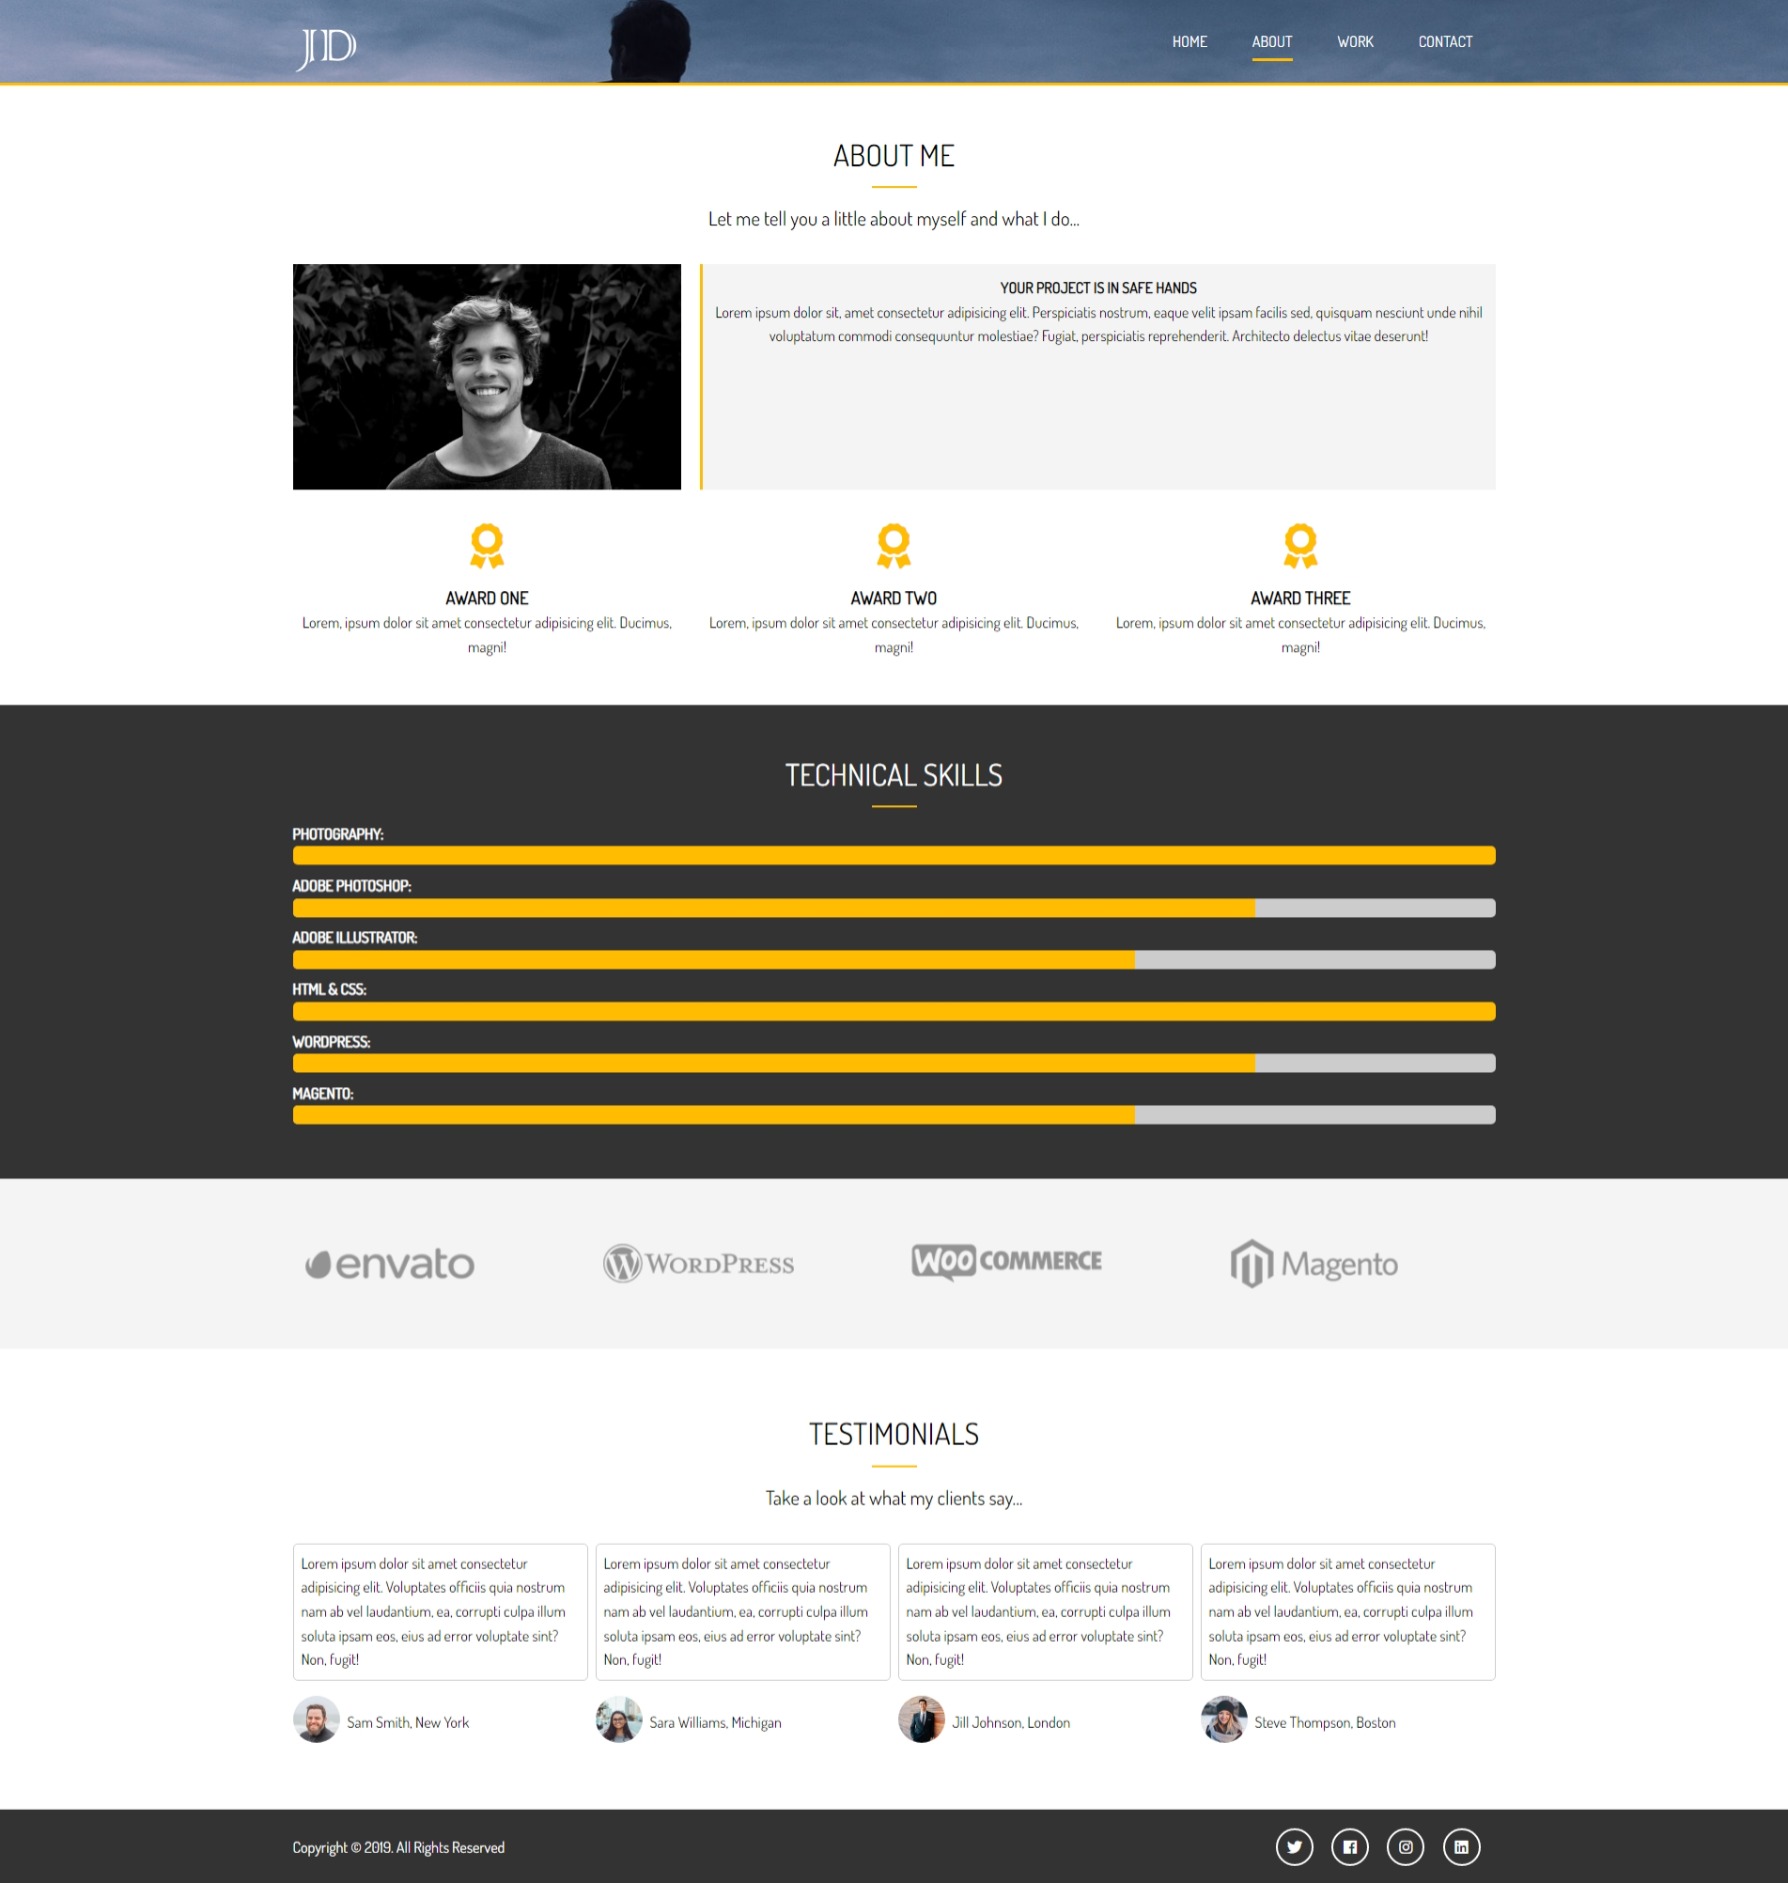 JD
HOME
ABOUT
WORK
CONTACT
ABOUT ME
Let me tell you a little about myself and what I do...
YOUR PROJECT IS IN SAFE HANDS
Lorem ipsum dolor sit, amet consectetur adipisicing elit. Perspiciatis nostrum, eaque velit ipsam facilis sed, quisquam nesciunt unde nihil
voluptatum commodi consequuntur molestiae? Fugiat, perspiciatis reprehenderit. Architecto delectus vitae deserunt!
AWARD ONE
Lorem, ipsum dolor sit amet consectetur adipisicing elit. Ducimus,
magni!
AWARD TWO
Lorem, ipsum dolor sit amet consectetur adipisicing elit. Ducimus,
magni!
AWARD THREE
Lorem, ipsum dolor sit amet consectetur adipisicing elit. Ducimus,
magni!
TECHNICAL SKILLS
PHOTOGRAPHY:
ADOBE PHOTOSHOP:
ADOBE ILLUSTRATOR:
HTML & CSS:
WORDPRESS:
MAGENTO:
envato
WORDPRESS
WOO COMMERCE
Magento
TESTIMONIALS
Take a look at what my clients say...
Lorem ipsum dolor sit amet consectetur
adipisicing elit. Voluptates officiis quia nostrum
nam ab vel laudantium, ea, corrupti culpa illum
soluta ipsam eos, eius ad error voluptate sint?
Non, fugit!
Sam Smith, New York
Lorem ipsum dolor sit amet consectetur
adipisicing elit. Voluptates officiis quia nostrum
nam ab vel laudantium, ea, corrupti culpa illum
soluta ipsam eos, eius ad error voluptate sint?
Non, fugit!
Sara Williams, Michigan
Lorem ipsum dolor sit amet consectetur
adipisicing elit. Voluptates officiis quia nostrum
nam ab vel laudantium, ea, corrupti culpa illum
soluta ipsam eos, eius ad error voluptate sint?
Non, fugit!
Jill Johnson, London
Lorem ipsum dolor sit amet consectetur
adipisicing elit. Voluptates officiis quia nostrum
nam ab vel laudantium, ea, corrupti culpa illum
soluta ipsam eos, eius ad error voluptate sint?
Non, fugit!
Steve Thompson, Boston
Copyright © 2019. All Rights Reserved